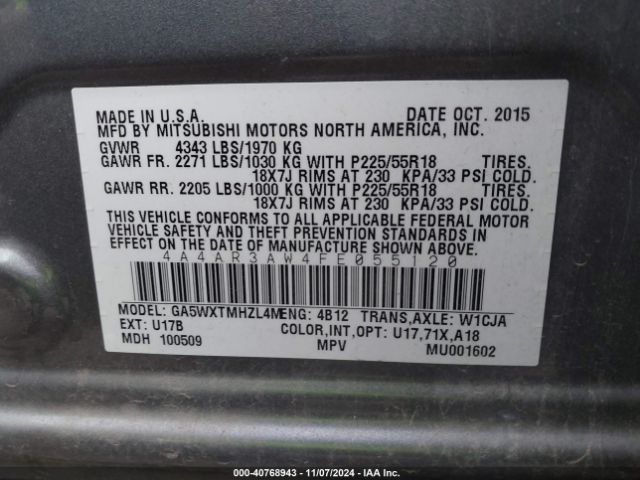 MADE IN U.S.A. DATE OCT. 2015
MFD BY MITSUBISHI MOTORS NORTH AMERICA, INC.
GVWR 4343 LBS/1970 KG
GAWR FR. 2271 LBS/1030 KG WITH P225/55R18 TIRES.
18X7J RIMS AT 230 KPA/33 PSI COLD.
GAWR RR. 2205 LBS/1000 KG WITH P225/55R18 TIRES.
18X7J RIMS AT 230 KPA/33 PSI COLD.
THIS VEHICLE CONFORMS TO ALL APPLICABLE FEDERAL MOTOR
VEHICLE SAFETY AND THEFT PREVENTION STANDARDS IN
EFFECT ON THE DATE OF MANUFACTURE SHOWN ABOVE.
4A4AR3AW4FE055120
MODEL: GA5WXTMHZL4MENG: 4B12 TRANS,AXLE: W1CJA
EXT: U17B COLOR,INT,OPT: U17,71X,A18
MDH 100509 MPV MU001602
000-40768943 - 11/07/2024 - IAA Inc.